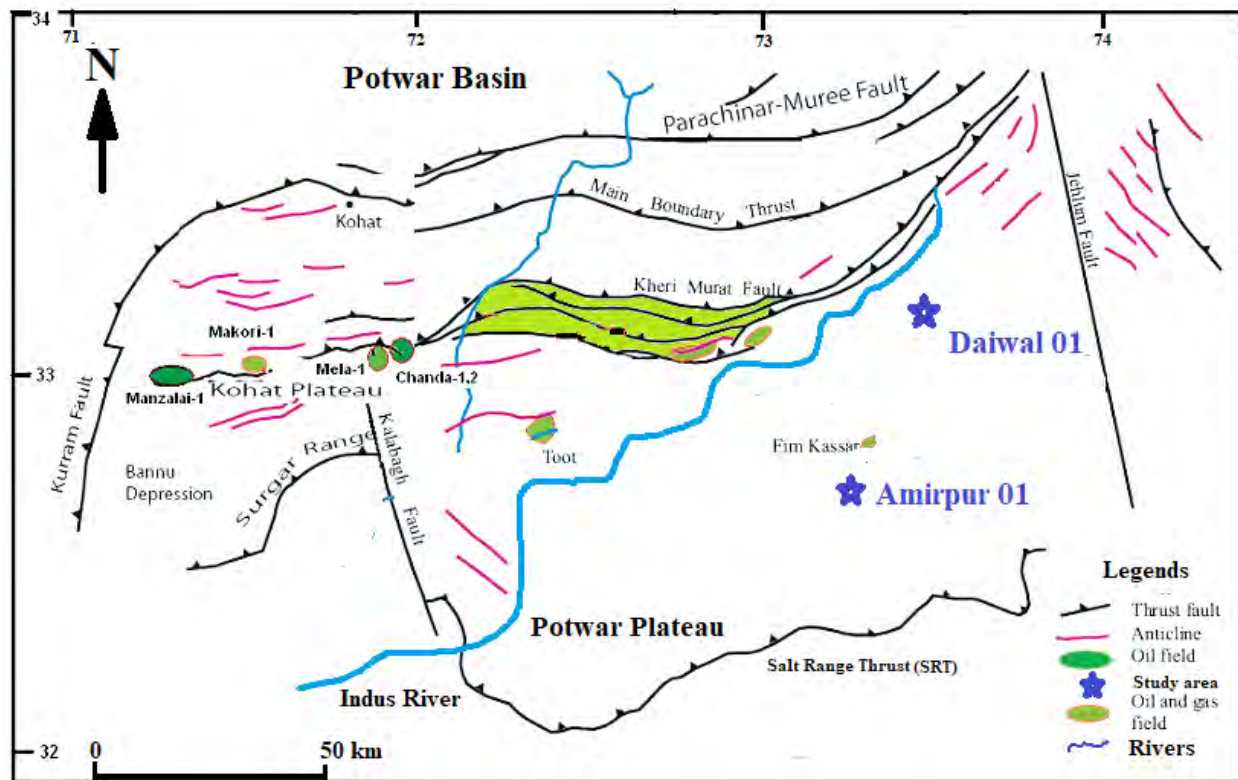 34
71
72
73
74
N
Potwar Basin
Parachinar-Muree Fault
Main Boundary Thrust
Kohat
Jehlum Fault
Kheri Murat Fault
Makori-1
Daiwal 01
33
Mela-1
Chanda-1,2
Manzalai-1
Kohat Plateau
Kurram Fault
Kalabagh Fault
Surgar Range
Toot
Fim Kassar
Bannu
Depression
Amirpur 01
Legends
Thrust fault
Potwar Plateau
Anticline
Oil field
Salt Range Thrust (SRT)
Study area
Indus River
Oil and gas
field
Rivers
32
0
50 km